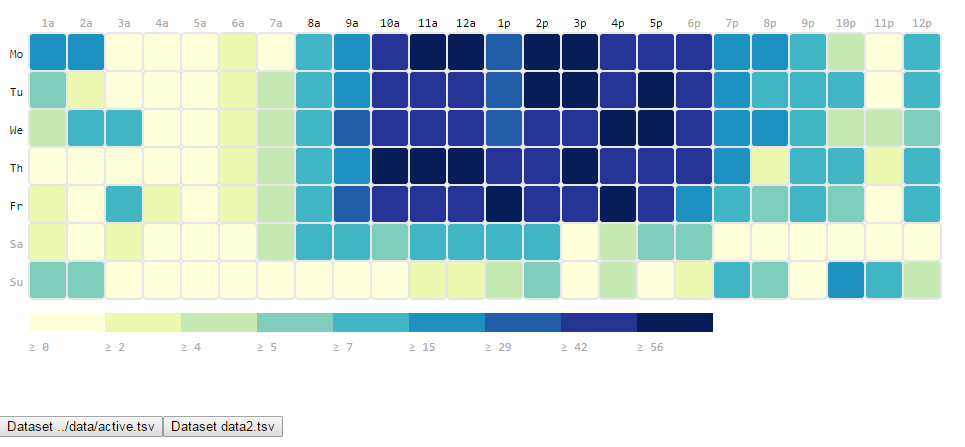 1a 2a 3a 4a 5a 6a 7a 8a 9a 10a 11a 12a 1p 2p 3p 4p 5p 6p 7p 8p 9p 10p 11p 12p
Mo
Tu
We
Th
Fr
Sa
Su
≥ 0 ≥ 2 ≥ 4 ≥ 5 ≥ 7 ≥ 15 ≥ 29 ≥ 42 ≥ 56
Dataset ../data/active.tsv Dataset data2.tsv